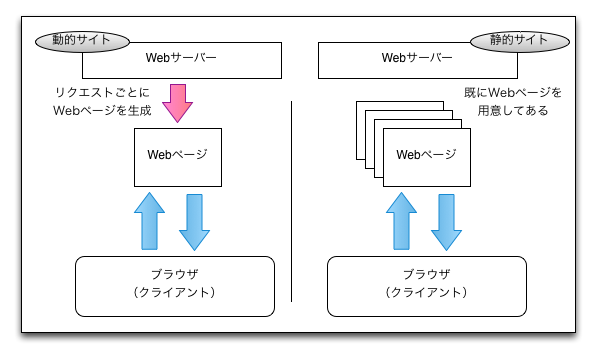 動的サイト
Webサーバー
リクエストごとに
Webページを生成
Webページ
ブラウザ
（クライアント）
静的サイト
Webサーバー
既にWebページを
用意してある
Webページ
ブラウザ
（クライアント）